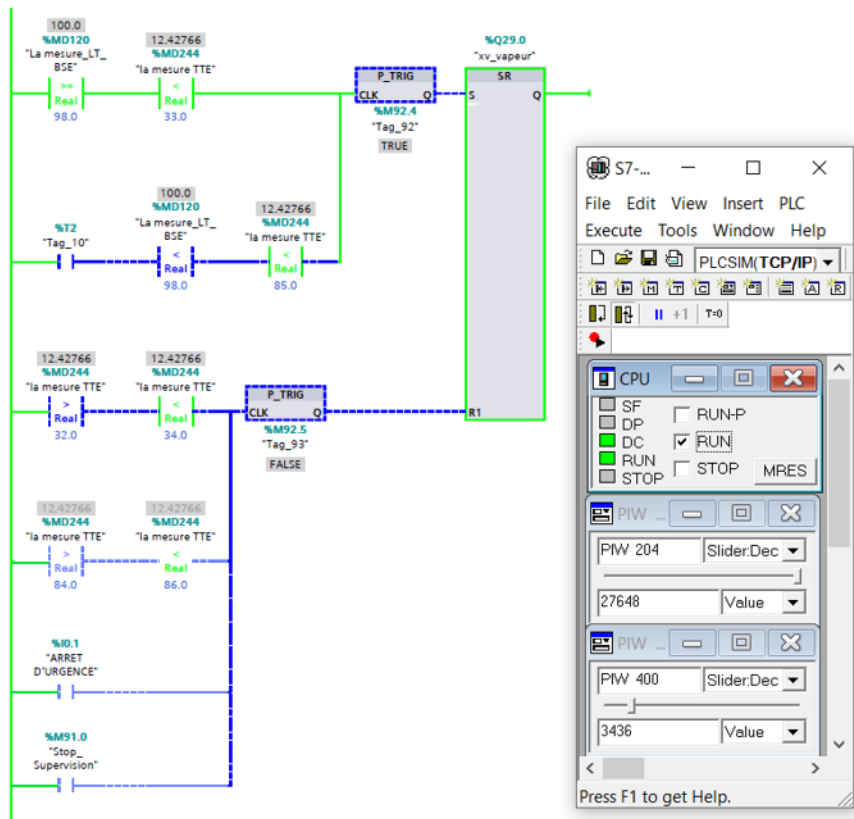 100.0
%MD120
"La mesure_LT_
BSE"
>=
Real
98.0
12.42766
%MD244
"la mesure TTE"
<
Real
33.0
P_TRIG
CLK Q
%M92.4
"Tag_92"
TRUE
%Q29.0
"xv_vapeur"
SR
S Q
R1
%T2
"Tag_10"
100.0
%MD120
"La mesure_LT_
BSE"
<
Real
98.0
12.42766
%MD244
"la mesure TTE"
<
Real
85.0
12.42766
%MD244
"la mesure TTE"
>
Real
32.0
12.42766
%MD244
"la mesure TTE"
<
Real
34.0
P_TRIG
CLK Q
%M92.5
"Tag_93"
FALSE
12.42766
%MD244
"la mesure TTE"
>
Real
84.0
12.42766
%MD244
"la mesure TTE"
<
Real
86.0
%I0.1
"ARRET
D'URGENCE"
%M91.0
"Stop_
Supervision"
S7-...
File Edit View Insert PLC
Execute Tools Window Help
PLCSIM(TCP/IP)
+1 T=0
CPU
SF
DP
DC
RUN
STOP
RUN-P
RUN
STOP
MRES
PIW ...
PIW 204 Slider:Dec
27648 Value
PIW ...
PIW 400 Slider:Dec
3436 Value
Press F1 to get Help.